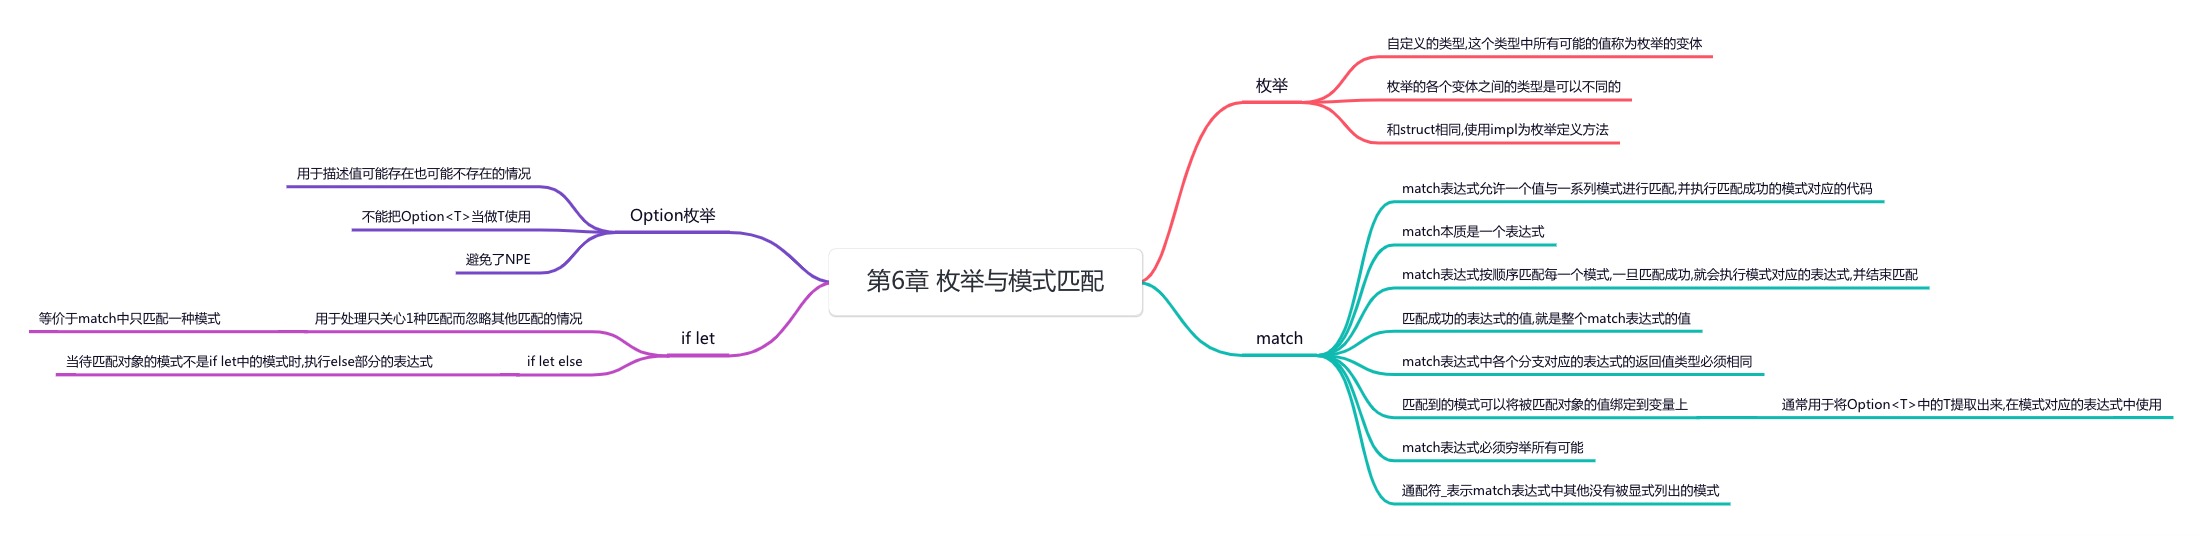 第6章 枚举与模式匹配
枚举
自定义的类型,这个类型中所有可能的值称为枚举的变体
枚举的各个变体之间的类型是可以不同的
和struct相同,使用impl为枚举定义方法
match
match表达式允许一个值与一系列模式进行匹配,并执行匹配成功的模式对应的代码
match本质是一个表达式
match表达式按顺序匹配每一个模式,一旦匹配成功,就会执行模式对应的表达式,并结束匹配
匹配成功的表达式的值,就是整个match表达式的值
match表达式中各个分支对应的表达式的返回值类型必须相同
匹配到的模式可以将被匹配对象的值绑定到变量上
通常用于将Option<T>中的T提取出来,在模式对应的表达式中使用
match表达式必须穷举所有可能
通配符_表示match表达式中其他没有被显式列出的模式
Option枚举
用于描述值可能存在也可能不存在的情况
不能把Option<T>当做T使用
避免了NPE
if let
用于处理只关心1种匹配而忽略其他匹配的情况
等价于match中只匹配一种模式
if let else
当待匹配对象的模式不是if let中的模式时,执行else部分的表达式